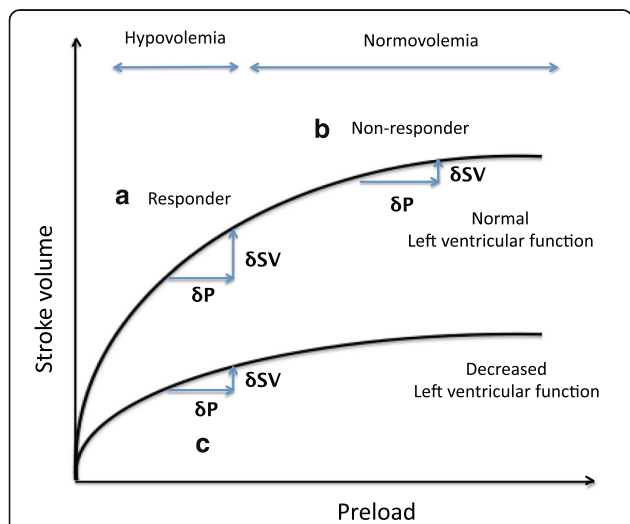 Hypovolemia
Normovolemia
b Non-responder
a Responder
δSV
δP
Normal
Left ventricular function
δSV
δP
Stroke volume
Decreased
Left ventricular function
δSV
δP
c
Preload